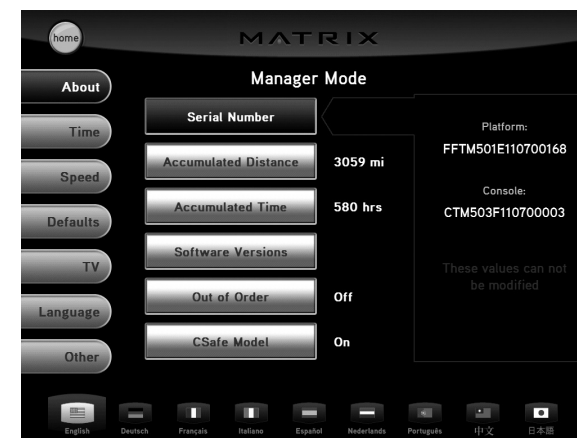 home
MATRIX
Manager Mode
About
Time
Speed
Defaults
TV
Language
Other
Serial Number
Accumulated Distance 3059 mi
Accumulated Time 580 hrs
Software Versions
Out of Order Off
CSafe Model On
Platform:
FFTM501E110700168
Console:
CTM503F110700003
These values can not
be modified
English Deutsch Français Italiano Español Nederlands Português 中文 日本語